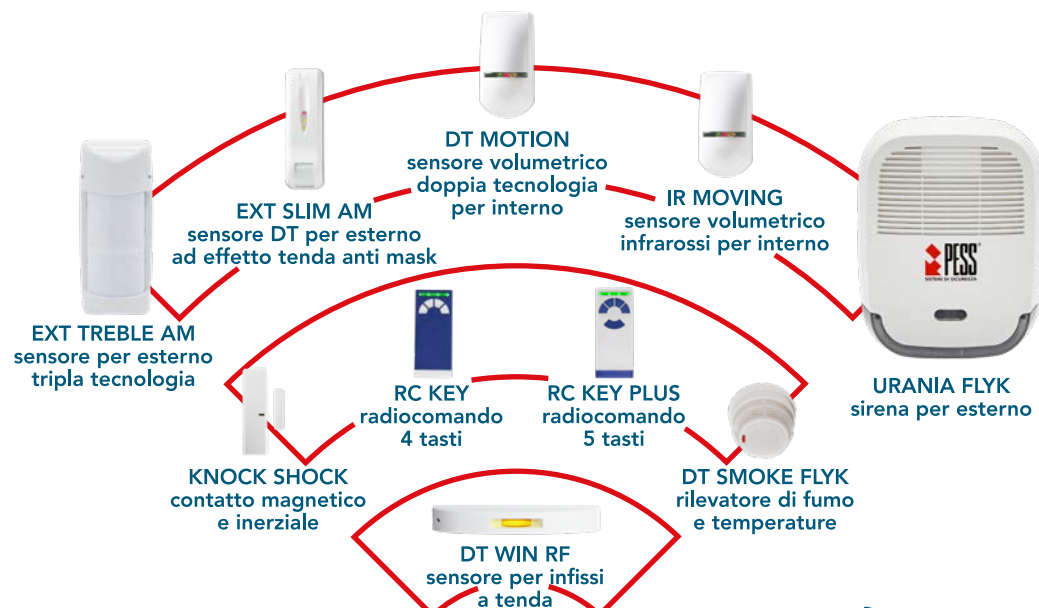 DT MOTION
sensore volumetrico
doppia tecnologia
per interno
EXT SLIM AM
sensore DT per esterno
ad effetto tenda anti mask
IR MOVING
sensore volumetrico
infrarossi per interno
PESS
SISTEMI DI SICUREZZA
EXT TREBLE AM
sensore per esterno
tripla tecnologia
URANIA FLYK
sirena per esterno
RC KEY
radiocomando
4 tasti
RC KEY PLUS
radiocomando
5 tasti
KNOCK SHOCK
contatto magnetico
e inerziale
DT SMOKE FLYK
rilevatore di fumo
e temperature
DT WIN RF
sensore per infissi
a tenda